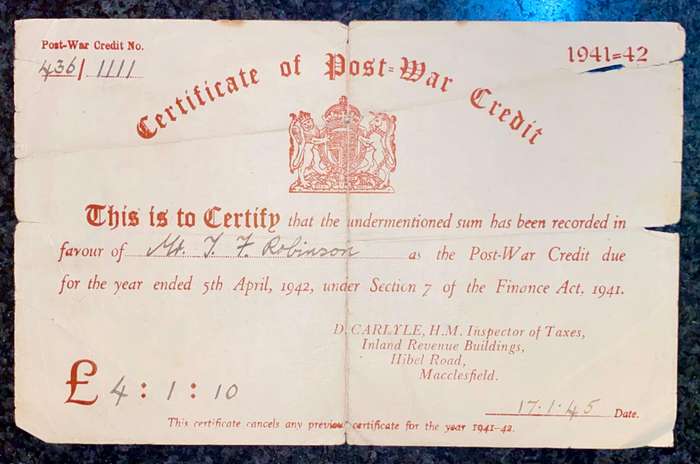 Post-War Credit No.
436/1111
1941=42
Certificate of Post=War Credit
This is to Certify that the undermentioned sum has been recorded in
favour of Mr. T. F. Robinson as the Post-War Credit due
for the year ended 5th April, 1942, under Section 7 of the Finance Act, 1941.
D. CARLYLE, H.M. Inspector of Taxes,
Inland Revenue Buildings,
Hibel Road,
Macclesfield.
£ 4 : 1 : 10
17.1.45 Date.
This certificate cancels any previous certificate for the year 1941-42.